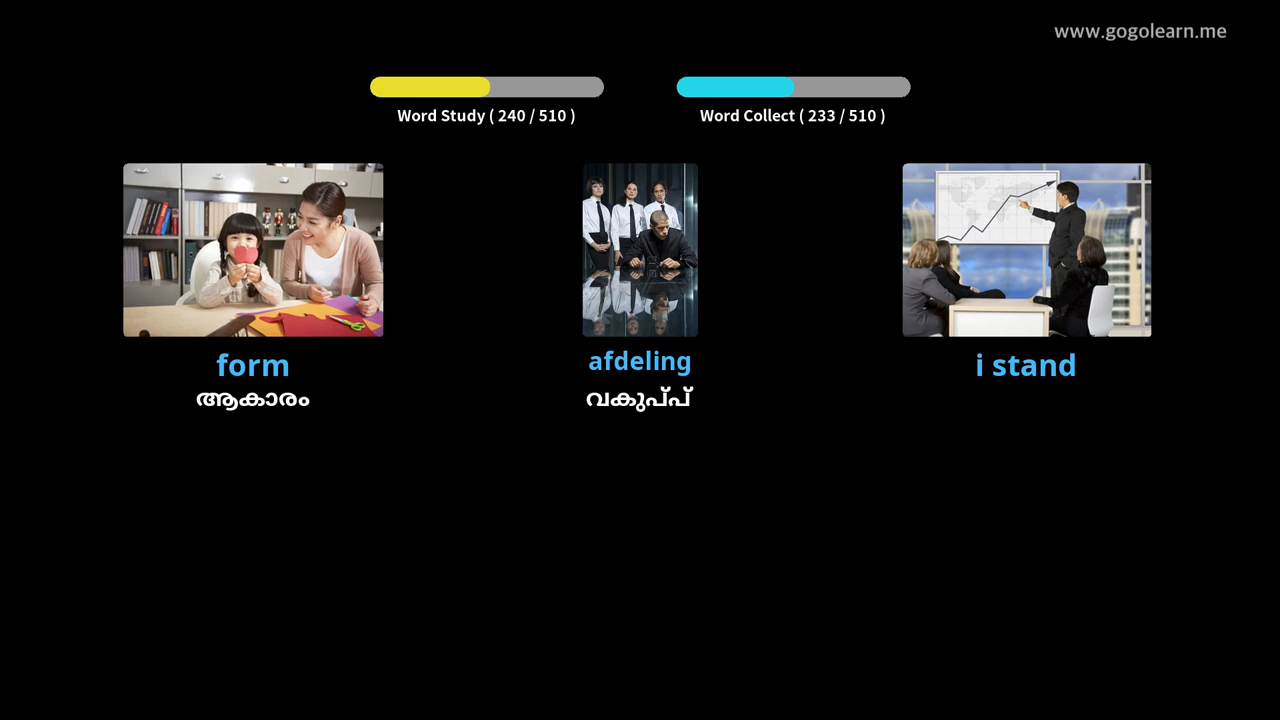 www.gogolearn.me
Word Study ( 240 / 510 )
Word Collect ( 233 / 510 )
form
ആകാരം
afdeling
വകുപ്പ്
i stand